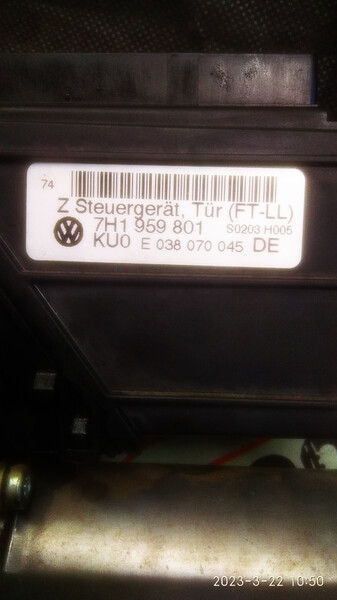 74
Z Steuergerät, Tür (FT-LL)
7H1 959 801 S0203 H005
KU0 E 038 070 045 DE
2023-3-22 10:50